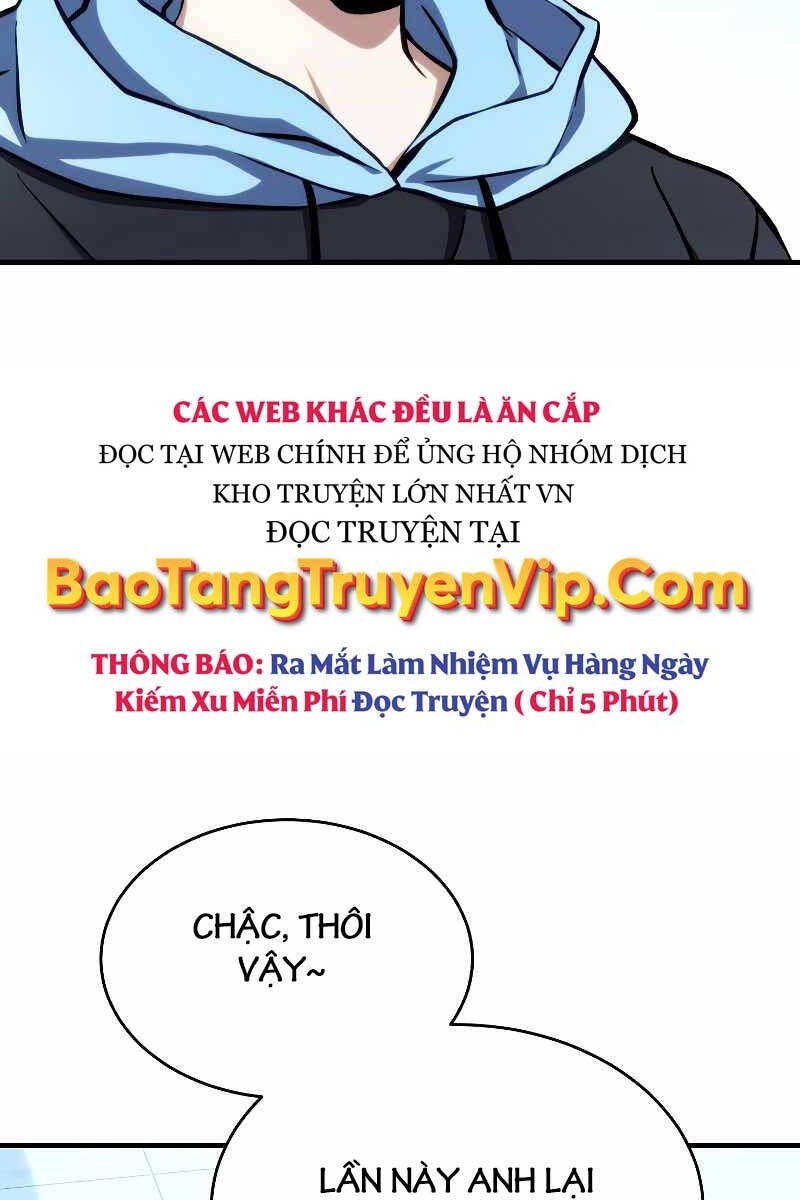 CÁC WEB KHÁC ĐỀU LÀ ĂN CẮP
ĐỌC TẠI WEB CHÍNH ĐỂ ỦNG HỘ NHÓM DỊCH
KHO TRUYỆN LỚN NHẤT VN
ĐỌC TRUYỆN TẠI
BaoTangTruyenVip.Com
THÔNG BÁO: Ra Mắt Làm Nhiệm Vụ Hàng Ngày
Kiếm Xu Miễn Phí Đọc Truyện ( Chỉ 5 Phút)
CHẬC, THÔI
VẬY~
LẦN NÀY ANH LẠI